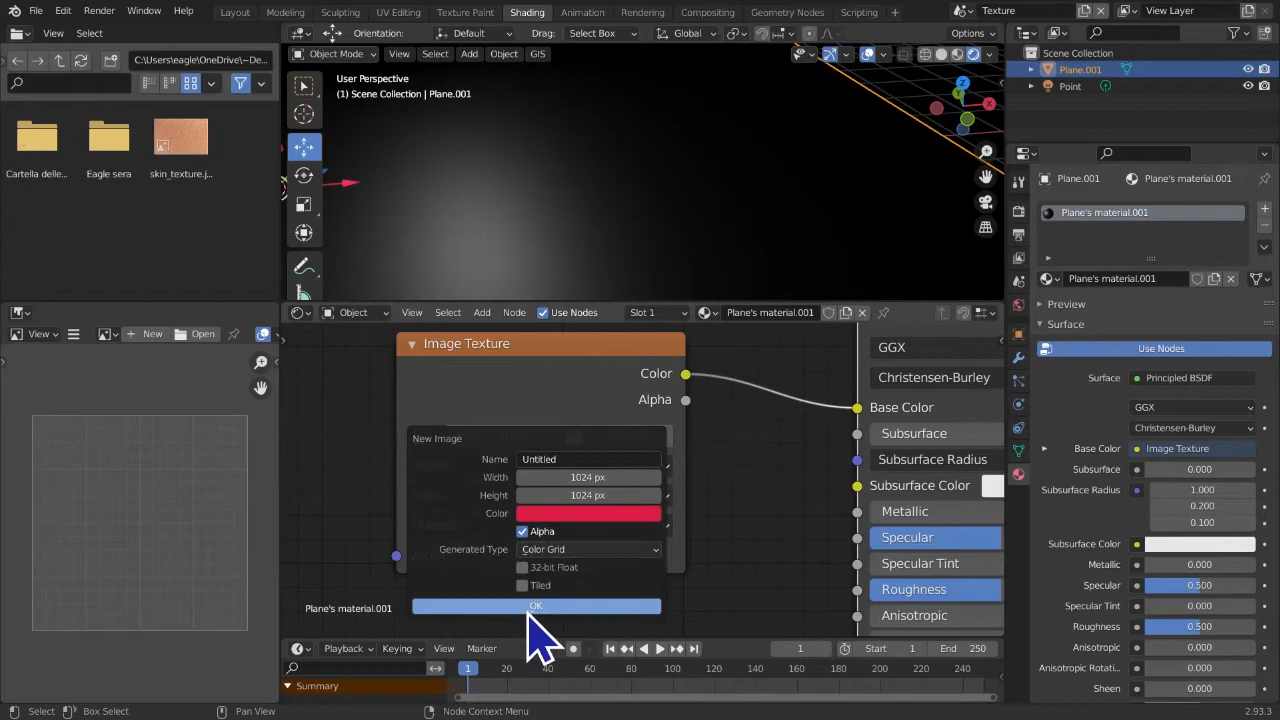 File Edit Render Window Help Layout Modeling Sculpting UV Editing Texture Paint Shading Animation Rendering Compositing Geometry Nodes Scripting + Texture View Layer
View Select
Orientation: Default Drag: Select Box Global Options
C:\Users\eagle\OneDrive\~De...
Object Mode View Select Add Object GIS
User Perspective
(1) Scene Collection | Plane.001
Cartella delle... Eagle sera skin_texture.j...
Scene Collection
Plane.001
Point
Plane.001 Plane's material.001
Plane's material.001
Plane's material.001
Preview
Surface
Use Nodes
Surface Principled BSDF
GGX
Christensen-Burley
Base Color Image Texture
Subsurface 0.000
Subsurface Radius 1.000
0.200
0.100
Subsurface Color
Metallic 0.000
Specular 0.500
Specular Tint 0.000
Roughness 0.500
Anisotropic 0.000
Anisotropic Rotati... 0.000
Sheen 0.000
View + New Open
Object View Select Add Node Use Nodes Slot 1 Plane's material.001
Image Texture
Color
Alpha
New Image
Name Untitled
Width 1024 px
Height 1024 px
Color
Alpha
Generated Type Color Grid
32-bit Float
Tiled
OK
Plane's material.001
GGX
Christensen-Burley
Base Color
Subsurface
Subsurface Radius
Subsurface Color
Metallic
Specular
Specular Tint
Roughness
Anisotropic
Playback Keying View Marker 1 Start 1 End 250
1 20 40 60 80 100 120 140 160 180 200 220 240
Summary
Select Box Select Pan View Node Context Menu 2.93.3